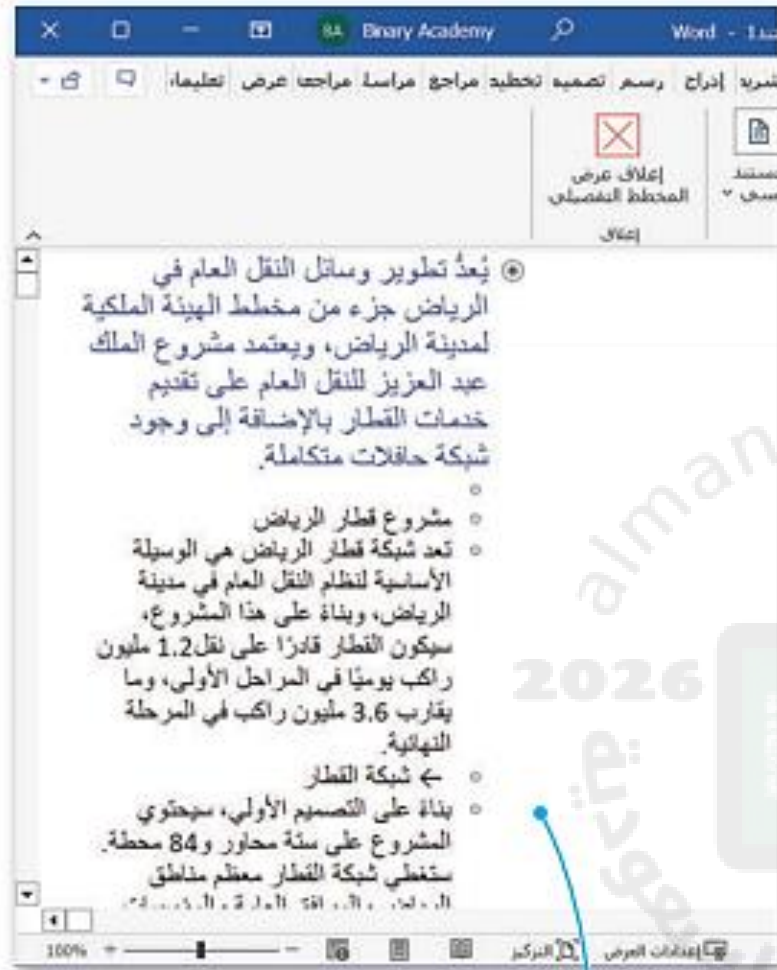 Word - Binary Academy BA
إدراج رسم تصميم تخطيط مراجع مراسلا مراجعا عرض تعليمان
إغلاق عرض
المخطط التفصيلي
إغلاق
يُعدُّ تطوير وسائل النقل العام في
الرياض جزء من مخطط الهيئة الملكية
لمدينة الرياض، ويعتمد مشروع الملك
عبد العزيز للنقل العام على تقديم
خدمات القطار بالإضافة إلى وجود
شبكة حافلات متكاملة.
مشروع قطار الرياض
تعد شبكة قطار الرياض هي الوسيلة
الأساسية لنظام النقل العام في مدينة
الرياض، وبناءً على هذا المشروع،
سيكون القطار قادرًا على نقل1.2 مليون
راكب يوميًا في المراحل الأولى، وما
يقارب 3.6 مليون راكب في المرحلة
النهائية.
← شبكة القطار
بناءً على التصميم الأولي، سيحتوي
المشروع على ستة محاور و84 محطة.
ستغطي شبكة القطار معظم مناطق
إعدادات العرض التركيز 100%
alman
2026